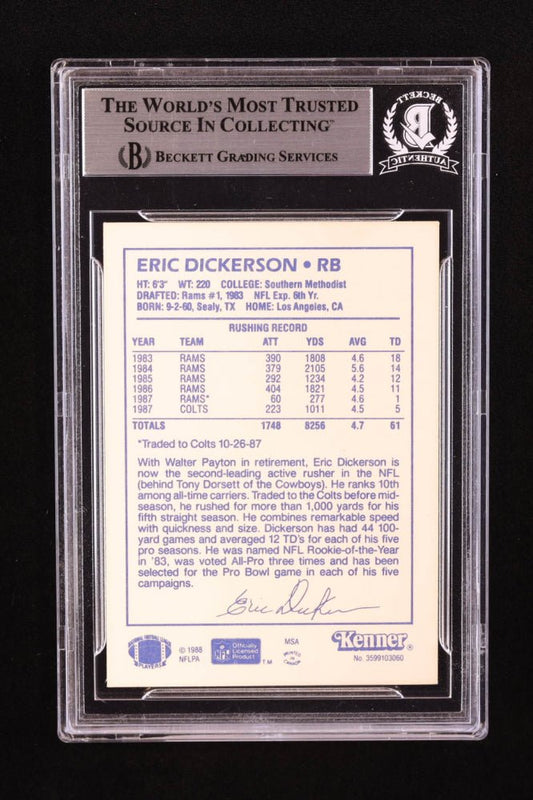 THE WORLD'S MOST TRUSTED
SOURCE IN COLLECTING™
B BECKETT GRADING SERVICES
BECKETT
B
AUTHENTIC
ERIC DICKERSON • RB
HT: 6'3" WT: 220 COLLEGE: Southern Methodist
DRAFTED: Rams #1, 1983 NFL Exp. 6th Yr.
BORN: 9-2-60, Sealy, TX HOME: Los Angeles, CA
RUSHING RECORD
YEAR TEAM ATT YDS AVG TD
1983 RAMS 390 1808 4.6 18
1984 RAMS 379 2105 5.6 14
1985 RAMS 292 1234 4.2 12
1986 RAMS 404 1821 4.5 11
1987 RAMS* 60 277 4.6 1
1987 COLTS 223 1011 4.5 5
TOTALS 1748 8256 4.7 61
*Traded to Colts 10-26-87
With Walter Payton in retirement, Eric Dickerson is
now the second-leading active rusher in the NFL
(behind Tony Dorsett of the Cowboys). He ranks 10th
among all-time carriers. Traded to the Colts before mid-
season, he rushed for more than 1,000 yards for his
fifth straight season. He combines remarkable speed
with quickness and size. Dickerson has had 44 100-
yard games and averaged 12 TD's for each of his five
pro seasons. He was named NFL Rookie-of-the-Year
in '83, was voted All-Pro three times and has been
selected for the Pro Bowl game in each of his five
campaigns.
Eric Dickerson
PLAYERS
© 1988
NFLPA
NFL
Officially
Licensed
Product
T.M
MSA
PRINTED
IN
CANADA
Kenner®
No. 3599103060